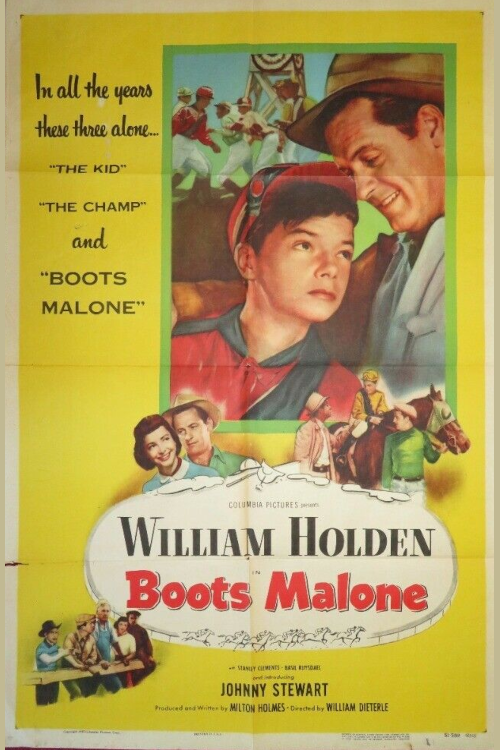 In all the years
these three alone...
"THE KID"
"THE CHAMP"
and
"BOOTS
MALONE"
COLUMBIA PICTURES presents
WILLIAM HOLDEN
IN
Boots Malone
with STANLEY CLEMENTS · BASIL RUYSDAEL
and introducing
JOHNNY STEWART
Produced and Written by MILTON HOLMES · Directed by WILLIAM DIETERLE